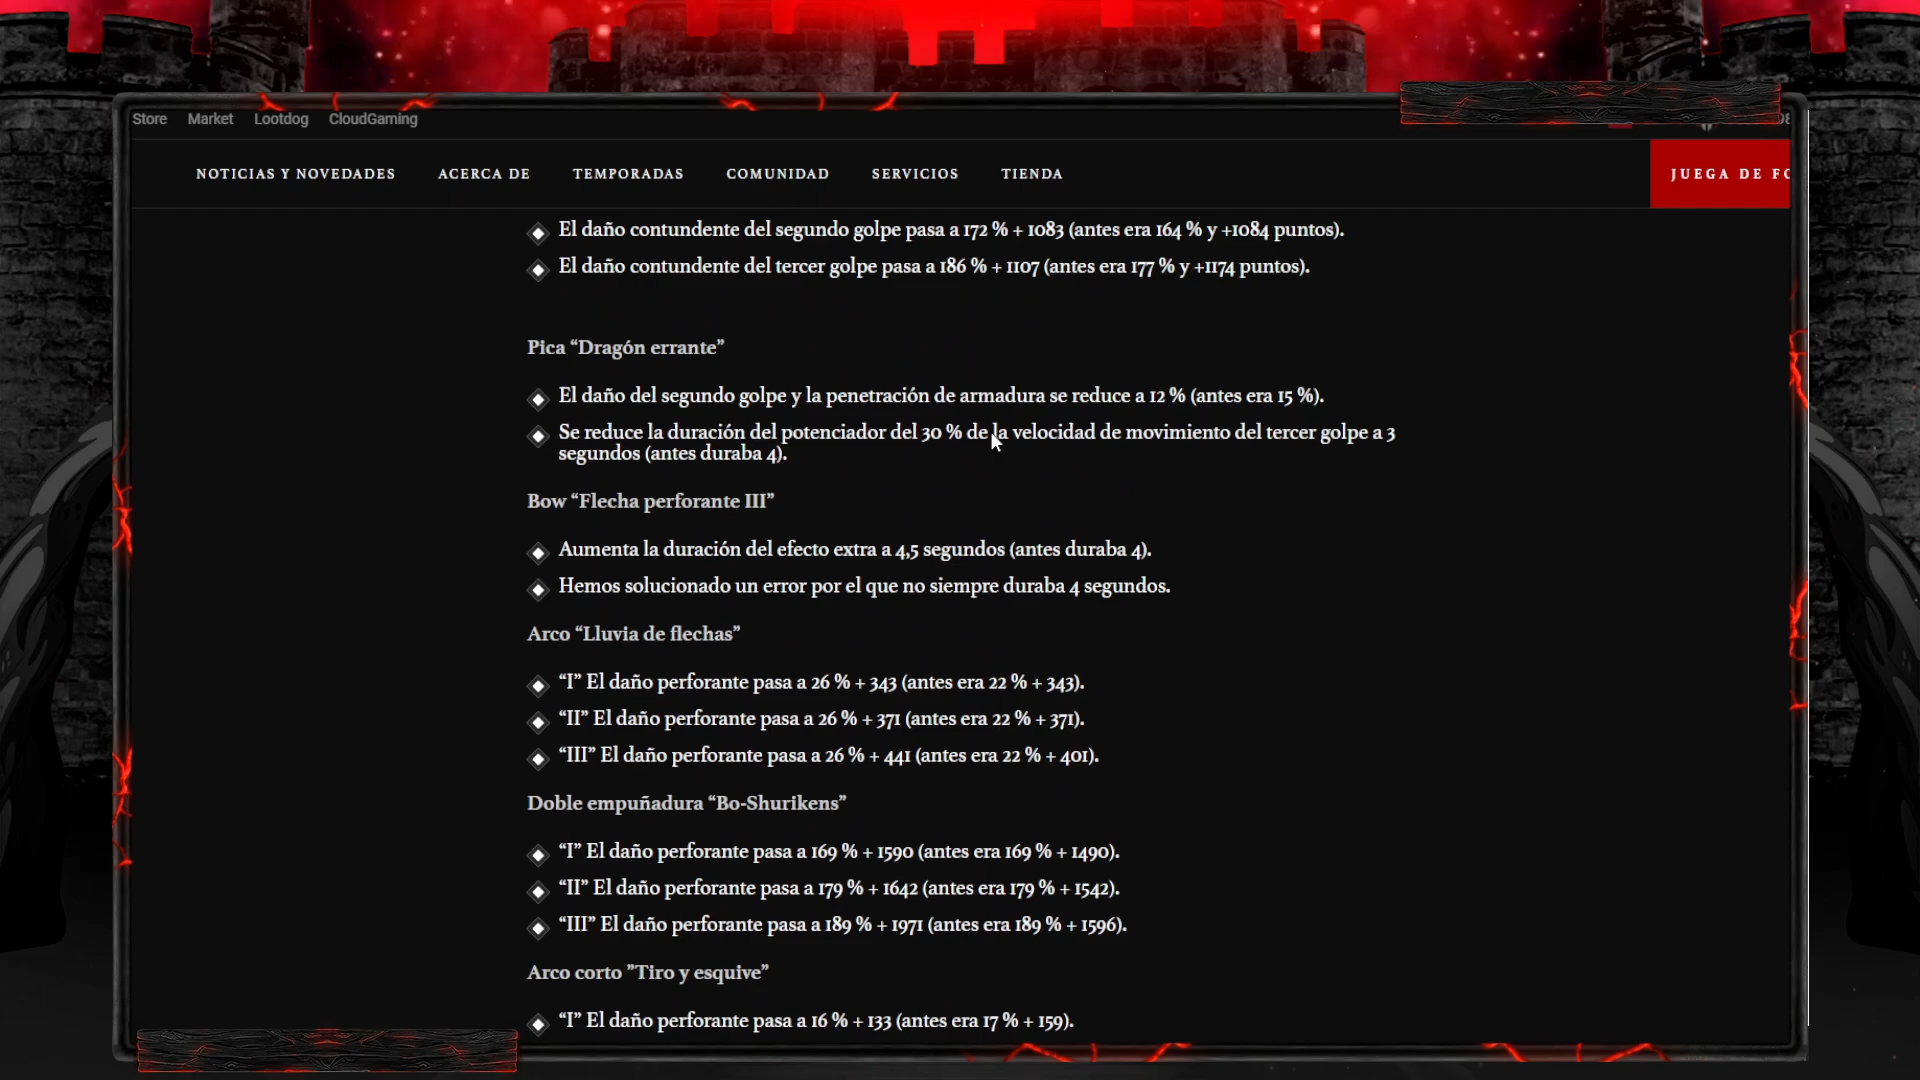 Store Market Lootdog CloudGaming
NOTICIAS Y NOVEDADES ACERCA DE TEMPORADAS COMUNIDAD SERVICIOS TIENDA JUEGA DE
El daño contundente del segundo golpe pasa a 172 % + 1083 (antes era 164 % y +1084 puntos).
El daño contundente del tercer golpe pasa a 186 % + 1107 (antes era 177 % y +1174 puntos).
Pica “Dragón errante”
El daño del segundo golpe y la penetración de armadura se reduce a 12 % (antes era 15 %).
Se reduce la duración del potenciador del 30 % de la velocidad de movimiento del tercer golpe a 3
segundos (antes duraba 4).
Bow “Flecha perforante III”
Aumenta la duración del efecto extra a 4,5 segundos (antes duraba 4).
Hemos solucionado un error por el que no siempre duraba 4 segundos.
Arco “Lluvia de flechas”
“I” El daño perforante pasa a 26 % + 343 (antes era 22 % + 343).
“II” El daño perforante pasa a 26 % + 371 (antes era 22 % + 371).
“III” El daño perforante pasa a 26 % + 441 (antes era 22 % + 401).
Doble empuñadura “Bo-Shurikens”
“I” El daño perforante pasa a 169 % + 1590 (antes era 169 % + 1490).
“II” El daño perforante pasa a 179 % + 1642 (antes era 179 % + 1542).
“III” El daño perforante pasa a 189 % + 1971 (antes era 189 % + 1596).
Arco corto ”Tiro y esquive”
“I” El daño perforante pasa a 16 % + 133 (antes era 17 % + 159).